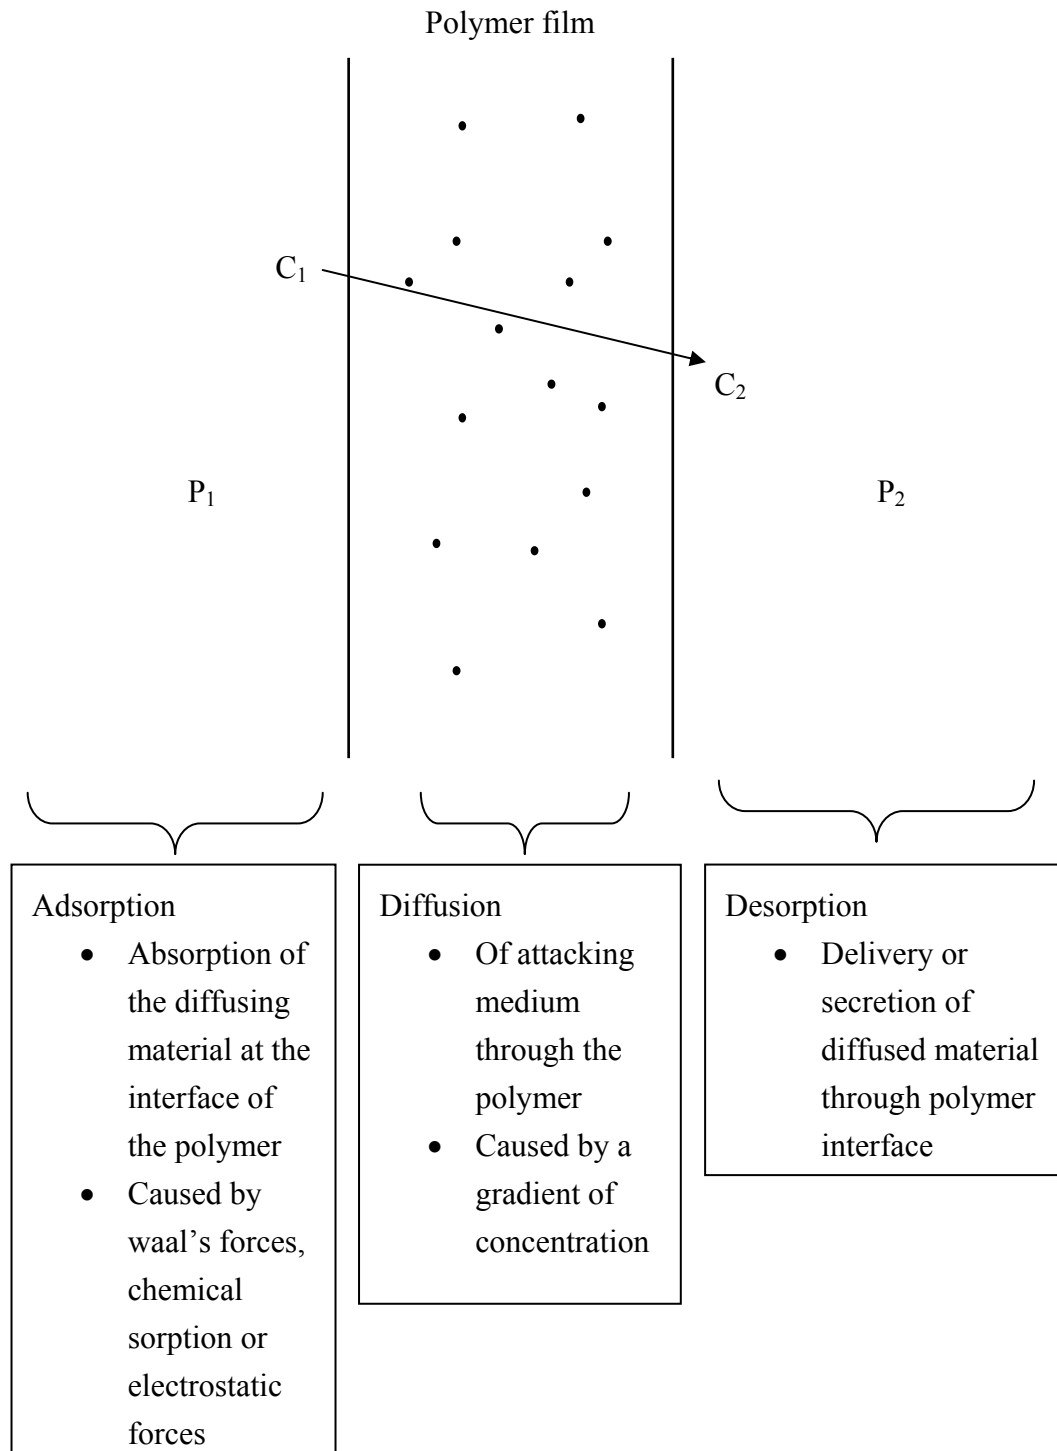 Polymer film
C₁
C₂
P₁
P₂
Adsorption
• Absorption of
the diffusing
material at the
interface of
the polymer
• Caused by
waal’s forces,
chemical
sorption or
electrostatic
forces
Diffusion
• Of attacking
medium
through the
polymer
• Caused by a
gradient of
concentration
Desorption
• Delivery or
secretion of
diffused material
through polymer
interface